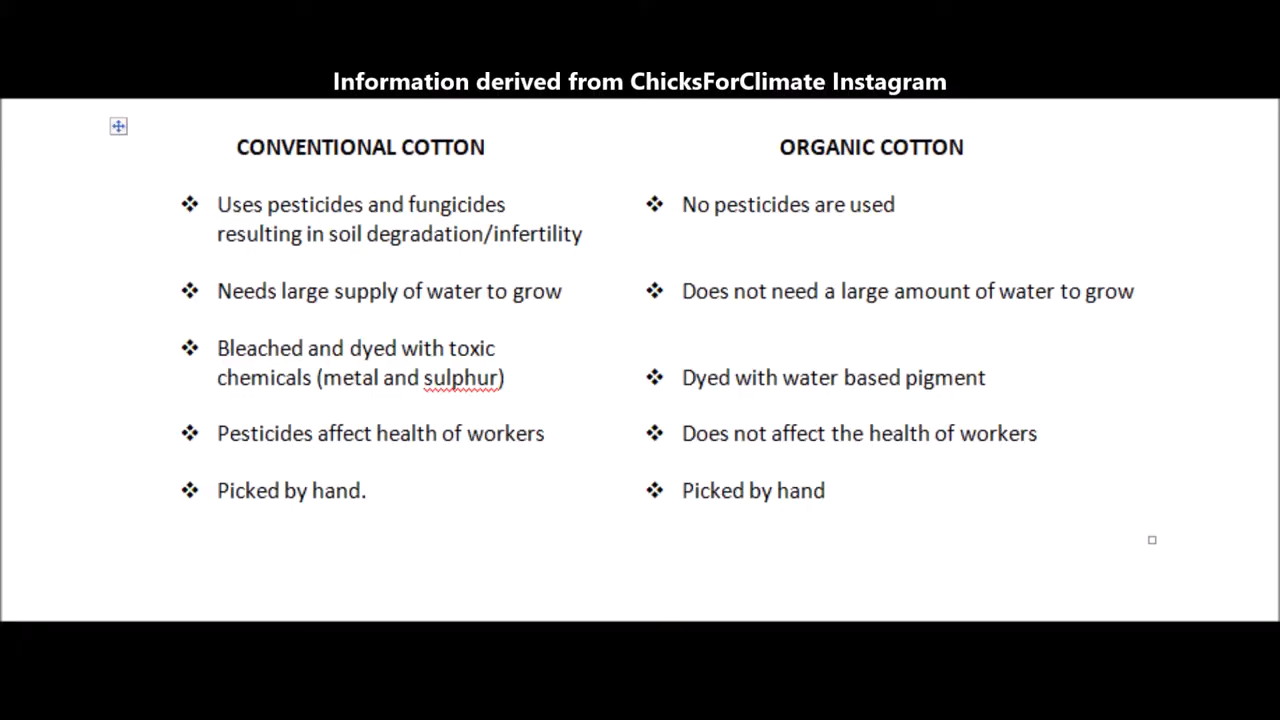 Information derived from ChicksForClimate Instagram
CONVENTIONAL COTTON
Uses pesticides and fungicides
resulting in soil degradation/infertility
Needs large supply of water to grow
Bleached and dyed with toxic
chemicals (metal and sulphur)
Pesticides affect health of workers
Picked by hand.
ORGANIC COTTON
No pesticides are used
Does not need a large amount of water to grow
Dyed with water based pigment
Does not affect the health of workers
Picked by hand